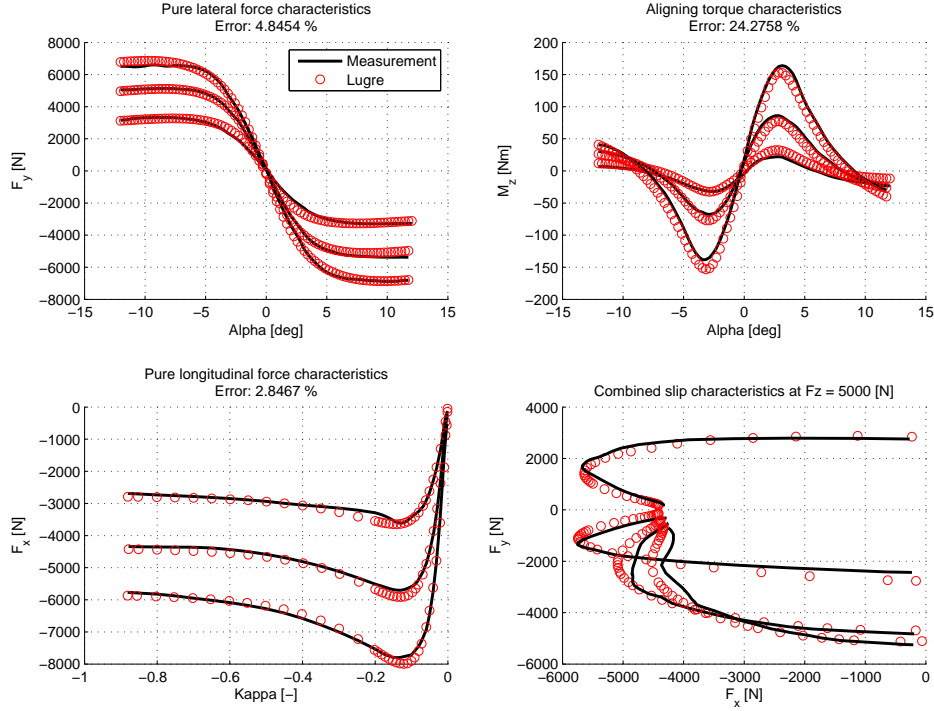 Pure lateral force characteristics
Error: 4.8454 %
8000
6000
4000
2000
0
−2000
−4000
−6000
−8000
F_y [N]
−15 −10 −5 0 5 10 15
Alpha [deg]
Measurement
Lugre
Aligning torque characteristics
Error: 24.2758 %
200
150
100
50
0
−50
−100
−150
−200
M_z [Nm]
−15 −10 −5 0 5 10 15
Alpha [deg]
Pure longitudinal force characteristics
Error: 2.8467 %
0
−1000
−2000
−3000
−4000
−5000
−6000
−7000
−8000
F_x [N]
−1 −0.8 −0.6 −0.4 −0.2 0
Kappa [−]
Combined slip characteristics at Fz = 5000 [N]
4000
2000
0
−2000
−4000
−6000
F_y [N]
−6000 −5000 −4000 −3000 −2000 −1000 0
F_x [N]